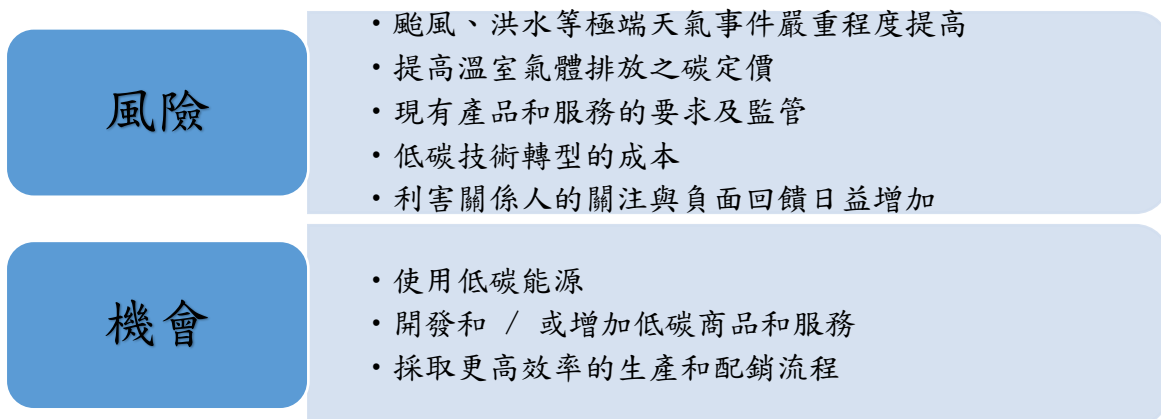 風險
•颱風、洪水等極端天氣事件嚴重程度提高
•提高溫室氣體排放之碳定價
•現有產品和服務的要求及監管
•低碳技術轉型的成本
•利害關係人的關注與負面回饋日益增加
機會
•使用低碳能源
•開發和 / 或增加低碳商品和服務
•採取更高效率的生產和配銷流程